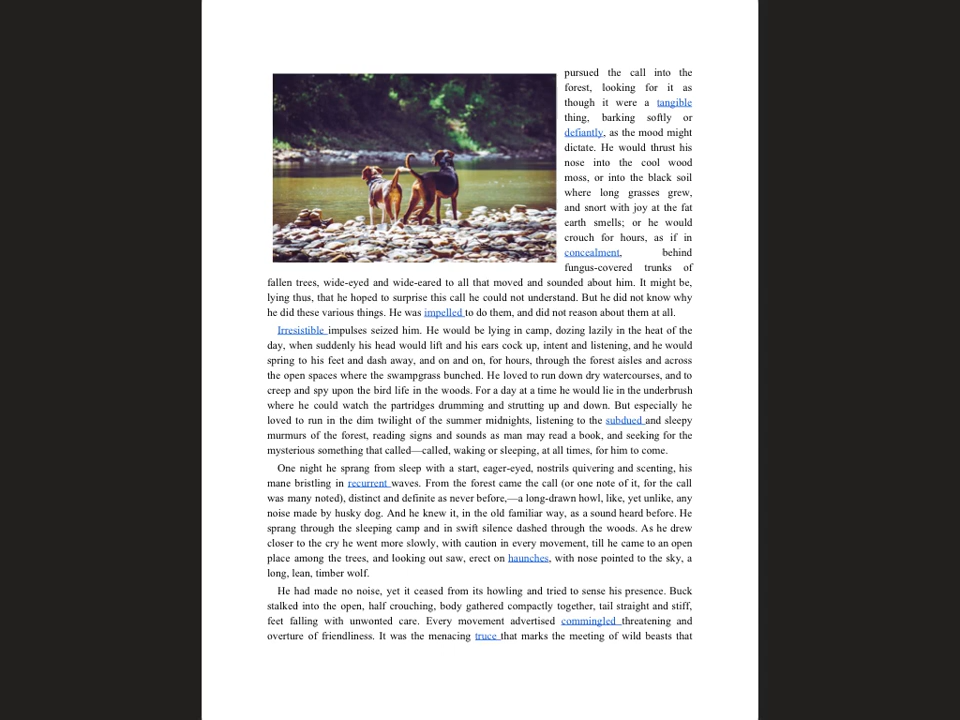 pursued the call into the
forest, looking for it as
though it were a tangible
thing, barking softly or
defiantly, as the mood might
dictate. He would thrust his
nose into the cool wood
moss, or into the black soil
where long grasses grew,
and snort with joy at the fat
earth smells; or he would
crouch for hours, as if in
concealment, behind
fungus-covered trunks of
fallen trees, wide-eyed and wide-eared to all that moved and sounded about him. It might be,
lying thus, that he hoped to surprise this call he could not understand. But he did not know why
he did these various things. He was impelled to do them, and did not reason about them at all.
Irresistible impulses seized him. He would be lying in camp, dozing lazily in the heat of the
day, when suddenly his head would lift and his ears cock up, intent and listening, and he would
spring to his feet and dash away, and on and on, for hours, through the forest aisles and across
the open spaces where the swampgrass bunched. He loved to run down dry watercourses, and to
creep and spy upon the bird life in the woods. For a day at a time he would lie in the underbrush
where he could watch the partridges drumming and strutting up and down. But especially he
loved to run in the dim twilight of the summer midnights, listening to the subdued and sleepy
murmurs of the forest, reading signs and sounds as man may read a book, and seeking for the
mysterious something that called—called, waking or sleeping, at all times, for him to come.
One night he sprang from sleep with a start, eager-eyed, nostrils quivering and scenting, his
mane bristling in recurrent waves. From the forest came the call (or one note of it, for the call
was many noted), distinct and definite as never before,—a long-drawn howl, like, yet unlike, any
noise made by husky dog. And he knew it, in the old familiar way, as a sound heard before. He
sprang through the sleeping camp and in swift silence dashed through the woods. As he drew
closer to the cry he went more slowly, with caution in every movement, till he came to an open
place among the trees, and looking out saw, erect on haunches, with nose pointed to the sky, a
long, lean, timber wolf.
He had made no noise, yet it ceased from its howling and tried to sense his presence. Buck
stalked into the open, half crouching, body gathered compactly together, tail straight and stiff,
feet falling with unwonted care. Every movement advertised commingled threatening and
overture of friendliness. It was the menacing truce that marks the meeting of wild beasts that